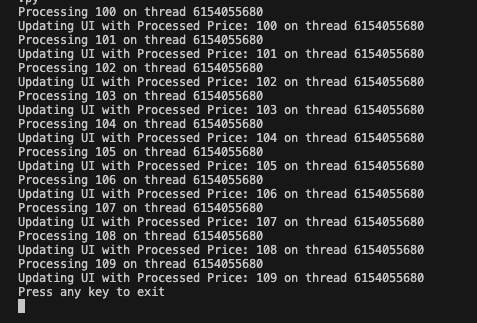 .py
Processing 100 on thread 6154055680
Updating UI with Processed Price: 100 on thread 6154055680
Processing 101 on thread 6154055680
Updating UI with Processed Price: 101 on thread 6154055680
Processing 102 on thread 6154055680
Updating UI with Processed Price: 102 on thread 6154055680
Processing 103 on thread 6154055680
Updating UI with Processed Price: 103 on thread 6154055680
Processing 104 on thread 6154055680
Updating UI with Processed Price: 104 on thread 6154055680
Processing 105 on thread 6154055680
Updating UI with Processed Price: 105 on thread 6154055680
Processing 106 on thread 6154055680
Updating UI with Processed Price: 106 on thread 6154055680
Processing 107 on thread 6154055680
Updating UI with Processed Price: 107 on thread 6154055680
Processing 108 on thread 6154055680
Updating UI with Processed Price: 108 on thread 6154055680
Processing 109 on thread 6154055680
Updating UI with Processed Price: 109 on thread 6154055680
Press any key to exit